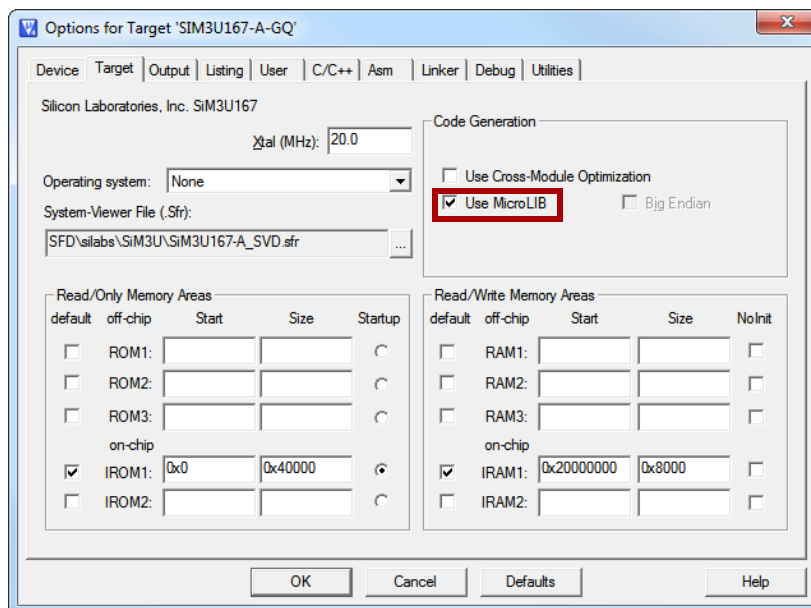 Options for Target 'SIM3U167-A-GQ'
Device Target Output Listing User C/C++ Asm Linker Debug Utilities
Silicon Laboratories, Inc. SiM3U167
Xtal (MHz): 20.0
Operating system: None
System-Viewer File (.Sfr):
SFD\silabs\SiM3U\SiM3U167-A_SVD.sfr ...
Code Generation
Use Cross-Module Optimization
Use MicroLIB Big Endian
Read/Only Memory Areas
default off-chip Start Size Startup
ROM1:
ROM2:
ROM3:
on-chip
IROM1: 0x0 0x40000
IROM2:
Read/Write Memory Areas
default off-chip Start Size NoInit
RAM1:
RAM2:
RAM3:
on-chip
IRAM1: 0x20000000 0x8000
IRAM2:
OK Cancel Defaults Help